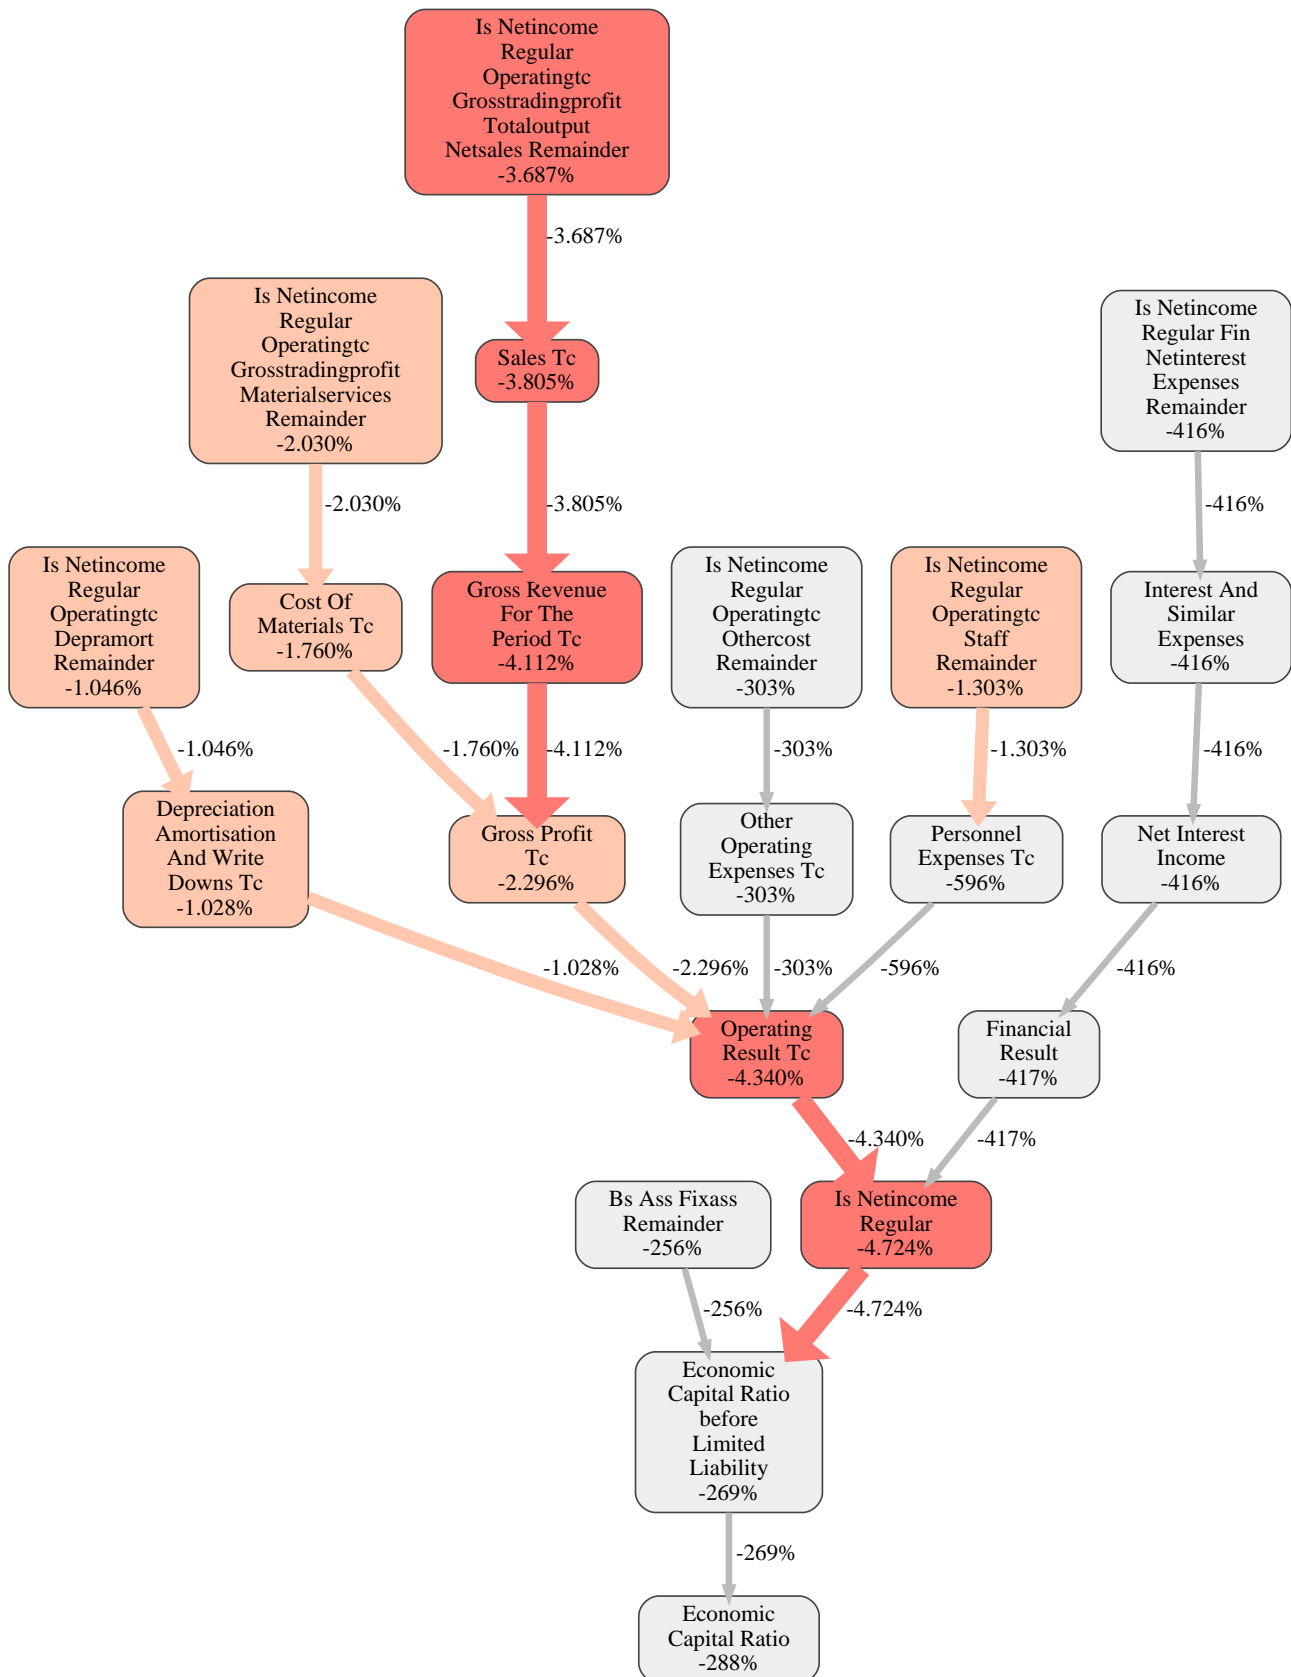 Is Netincome
Regular
Operatingtc
Grosstradingprofit
Totaloutput
Netsales Remainder
-3.687%
-3.687%
Is Netincome
Regular
Operatingtc
Grosstradingprofit
Materialservices
Remainder
-2.030%
Is Netincome
Regular Fin
Netinterest
Expenses
Remainder
-416%
Sales Tc
-3.805%
-2.030%
-3.805%
-416%
Is Netincome
Regular
Operatingtc
Depramort
Remainder
-1.046%
Cost Of
Materials Tc
-1.760%
Gross Revenue
For The
Period Tc
-4.112%
Is Netincome
Regular
Operatingtc
Othercost
Remainder
-303%
Is Netincome
Regular
Operatingtc
Staff
Remainder
-1.303%
Interest And
Similar
Expenses
-416%
-1.046%
-1.760%
-4.112%
-303%
-1.303%
-416%
Depreciation
Amortisation
And Write
Downs Tc
-1.028%
Gross Profit
Tc
-2.296%
Other
Operating
Expenses Tc
-303%
Personnel
Expenses Tc
-596%
Net Interest
Income
-416%
-1.028%
-2.296%
-303%
-596%
-416%
Operating
Result Tc
-4.340%
Financial
Result
-417%
-4.340%
-417%
Bs Ass Fixass
Remainder
-256%
Is Netincome
Regular
-4.724%
-256%
-4.724%
Economic
Capital Ratio
before
Limited
Liability
-269%
-269%
Economic
Capital Ratio
-288%